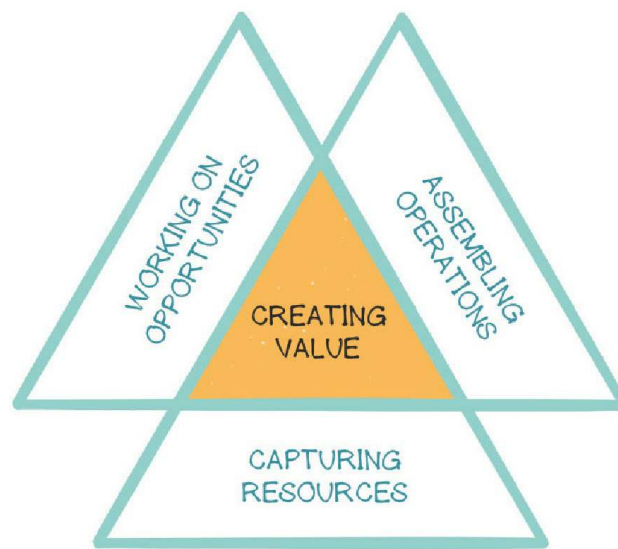 WORKING ON
OPPORTUNITIES
ASSEMBLING
OPERATIONS
CREATING
VALUE
CAPTURING
RESOURCES